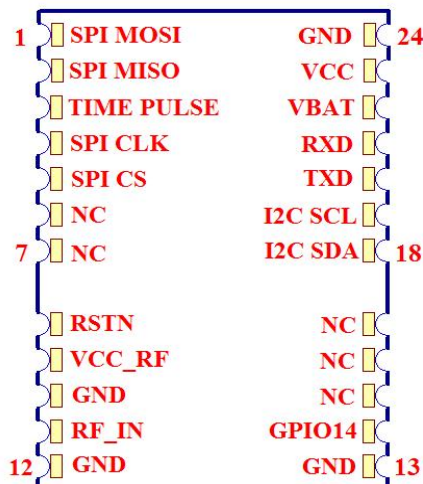 1 SPI MOSI GND 24
SPI MISO VCC
TIME PULSE VBAT
SPI CLK RXD
SPI CS TXD
NC I2C SCL
7 NC I2C SDA 18
RSTN NC
VCC_RF NC
GND NC
RF_IN GPIO14
12 GND GND 13